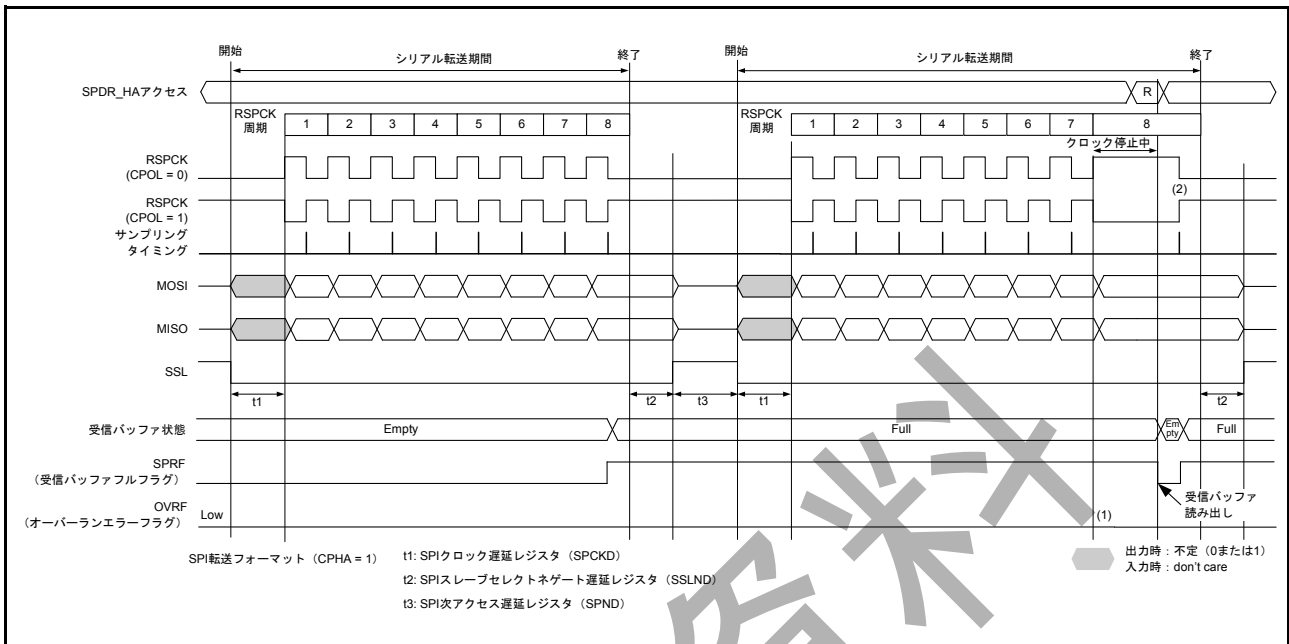 開始 終了 開始 終了
シリアル転送期間 シリアル転送期間
SPDR_HAアクセス R
RSPCK
周期 1 2 3 4 5 6 7 8 RSPCK
周期 1 2 3 4 5 6 7 8
クロック停止中
RSPCK
(CPOL = 0)
(2)
RSPCK
(CPOL = 1)
サンプリング
タイミング
MOSI
MISO
SSL
t1 t2 t3 t1 t2
受信バッファ状態 Empty Full Em
pty Full
SPRF
（受信バッファフルフラグ）
受信バッファ
読み出し
OVRF
（オーバーランエラーフラグ） Low (1)
SPI転送フォーマット（CPHA = 1） t1: SPIクロック遅延レジスタ（SPCKD）
t2: SPIスレーブセレクトネゲート遅延レジスタ（SSLND）
t3: SPI次アクセス遅延レジスタ（SPND）
出力時：不定（0または1）
入力時：don't care